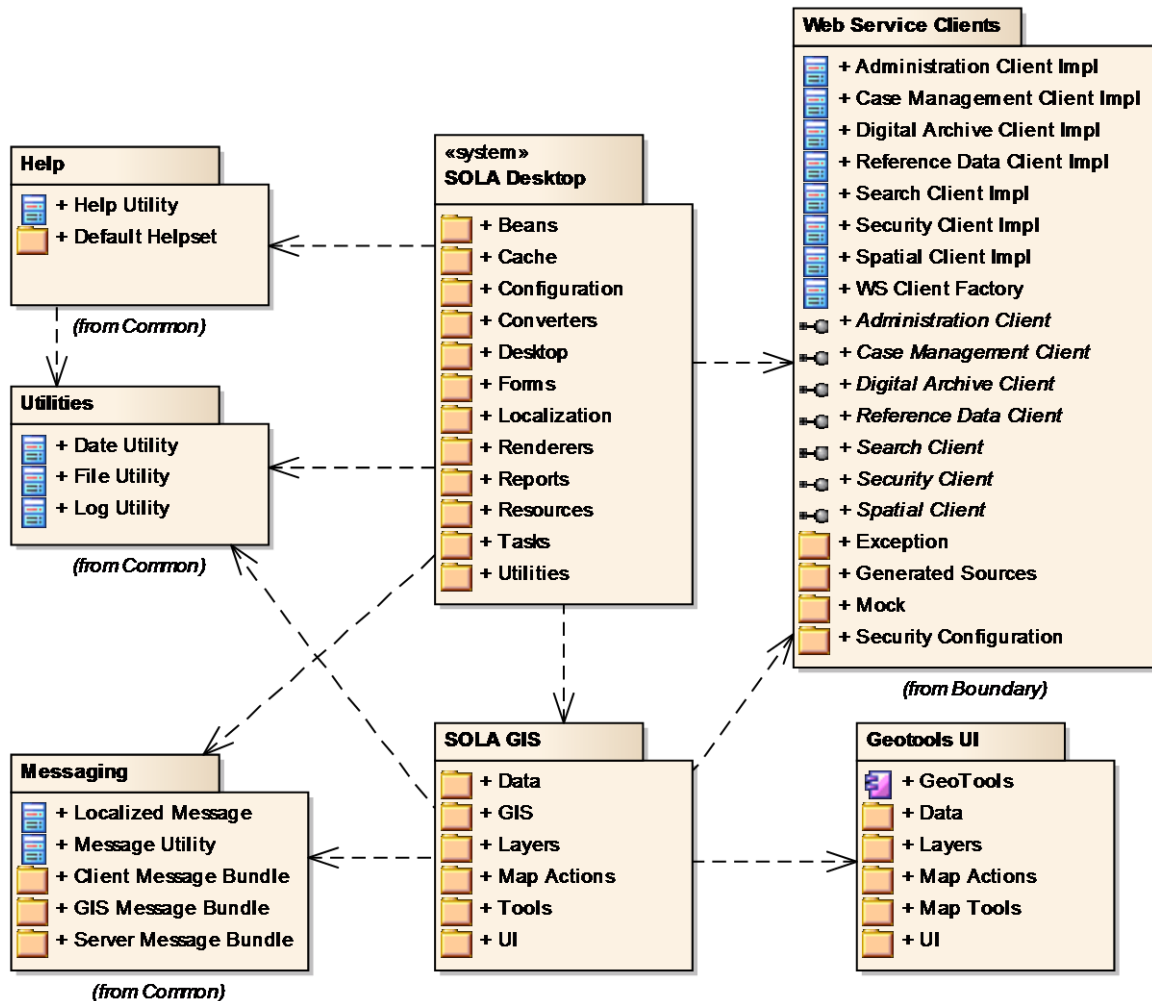 Help
+ Help Utility
+ Default Helpset
(from Common)
Utilities
+ Date Utility
+ File Utility
+ Log Utility
(from Common)
Messaging
+ Localized Message
+ Message Utility
+ Client Message Bundle
+ GIS Message Bundle
+ Server Message Bundle
(from Common)
«system»
SOLA Desktop
+ Beans
+ Cache
+ Configuration
+ Converters
+ Desktop
+ Forms
+ Localization
+ Renderers
+ Reports
+ Resources
+ Tasks
+ Utilities
SOLA GIS
+ Data
+ GIS
+ Layers
+ Map Actions
+ Tools
+ UI
Web Service Clients
+ Administration Client Impl
+ Case Management Client Impl
+ Digital Archive Client Impl
+ Reference Data Client Impl
+ Search Client Impl
+ Security Client Impl
+ Spatial Client Impl
+ WS Client Factory
+ Administration Client
+ Case Management Client
+ Digital Archive Client
+ Reference Data Client
+ Search Client
+ Security Client
+ Spatial Client
+ Exception
+ Generated Sources
+ Mock
+ Security Configuration
(from Boundary)
Geotools UI
+ GeoTools
+ Data
+ Layers
+ Map Actions
+ Map Tools
+ UI